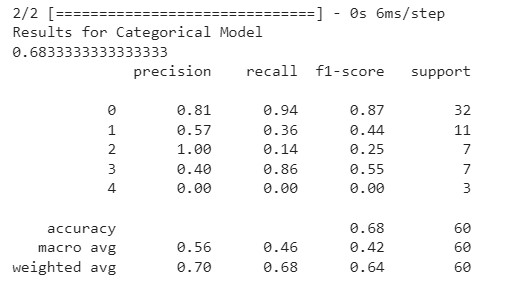 2/2 [==============================] - 0s 6ms/step
Results for Categorical Model
0.6833333333333333
precision recall f1-score support
0 0.81 0.94 0.87 32
1 0.57 0.36 0.44 11
2 1.00 0.14 0.25 7
3 0.40 0.86 0.55 7
4 0.00 0.00 0.00 3
accuracy 0.68 60
macro avg 0.56 0.46 0.42 60
weighted avg 0.70 0.68 0.64 60